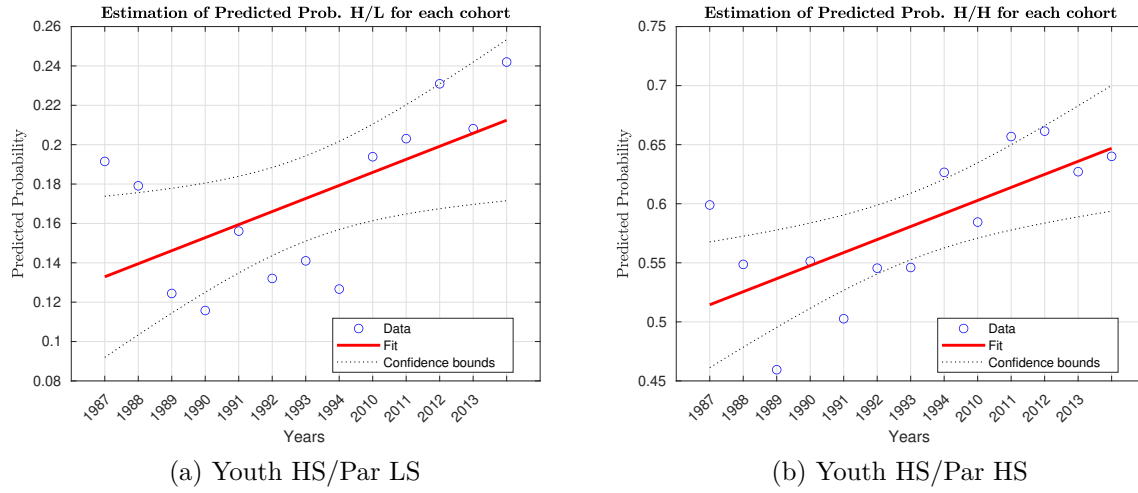 Estimation of Predicted Prob. H/L for each cohort
0.26
0.24
0.22
0.2
0.18
0.16
0.14
0.12
0.1
0.08
Predicted Probability
Data
Fit
Confidence bounds
1987
1988
1989
1990
1991
1992
1993
1994
2010
2011
2012
2013
Years
(a) Youth HS/Par LS
Estimation of Predicted Prob. H/H for each cohort
0.75
0.7
0.65
0.6
0.55
0.5
0.45
Predicted Probability
Data
Fit
Confidence bounds
1987
1988
1989
1990
1991
1992
1993
1994
2010
2011
2012
2013
Years
(b) Youth HS/Par HS